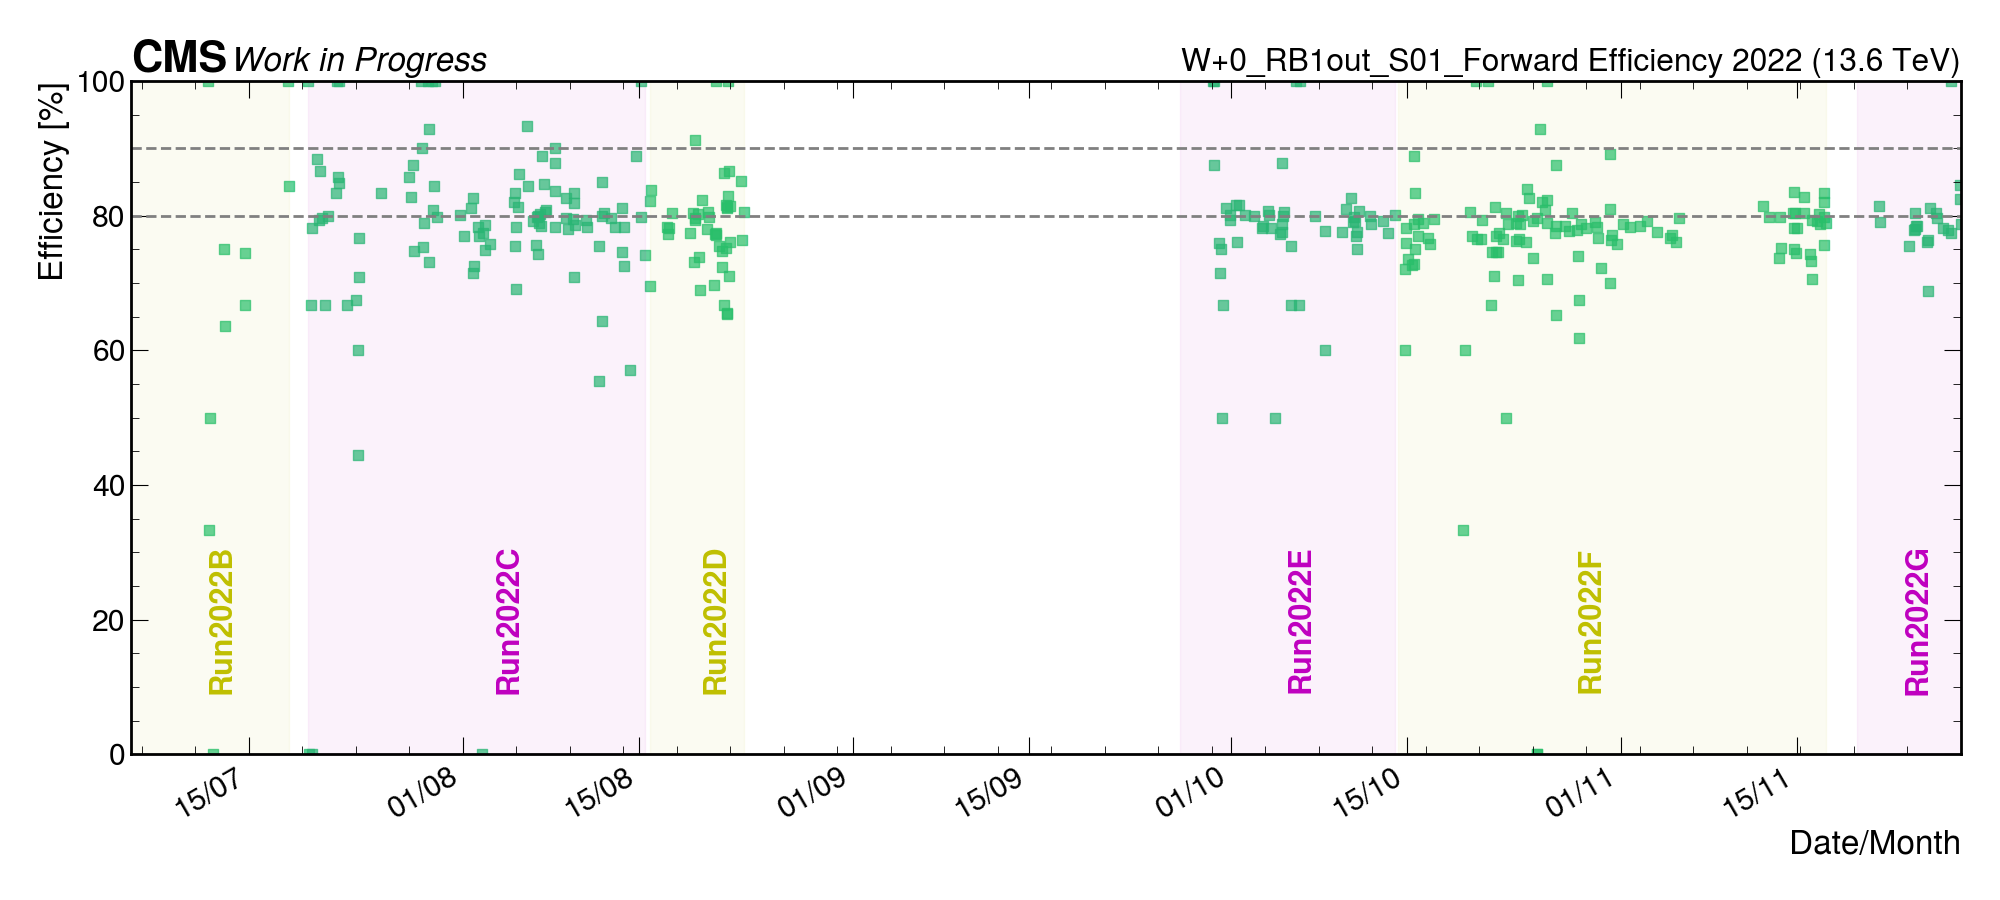 CMS Work in Progress
W+0_RB1out_S01_Forward Efficiency 2022 (13.6 TeV)
Efficiency [%]
100
80
60
40
20
0
Run2022B
Run2022C
Run2022D
Run2022E
Run2022F
Run2022G
15/07
01/08
15/08
01/09
15/09
01/10
15/10
01/11
15/11
Date/Month